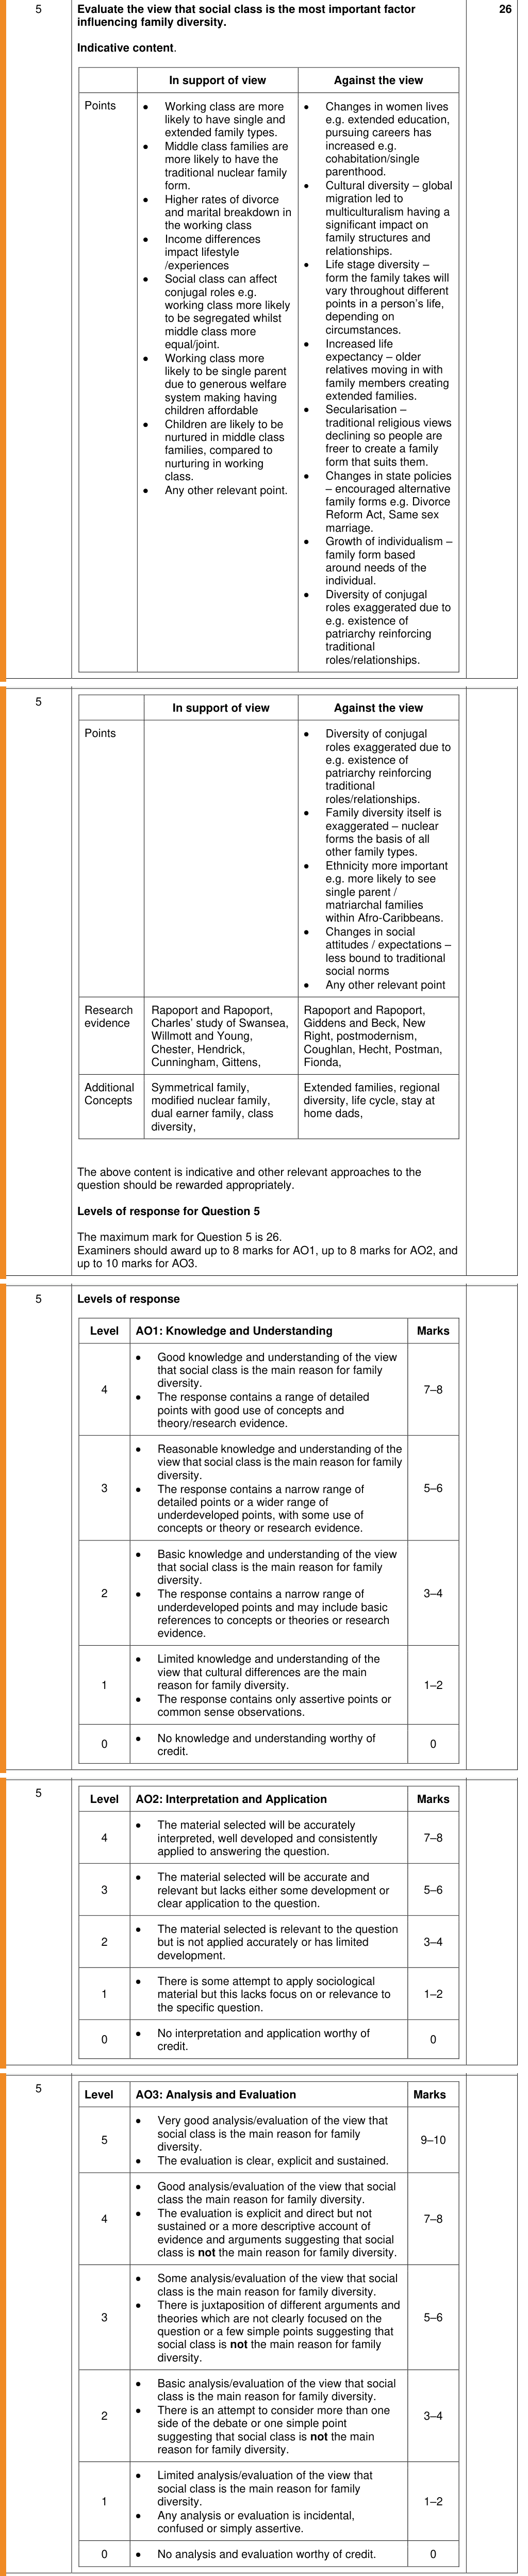 5
Evaluate the view that social class is the most important factor
influencing family diversity.
26
Indicative content.
In support of view
Against the view
Points
• Working class are more
likely to have single and
extended family types.
• Middle class families are
more likely to have the
traditional nuclear family
form.
• Higher rates of divorce
and marital breakdown in
the working class
• Income differences
impact lifestyle
/experiences
• Social class can affect
conjugal roles e.g.
working class more likely
to be segregated whilst
middle class more
equal/joint.
• Working class more
likely to be single parent
due to generous welfare
system making having
children affordable
• Children are likely to be
nurtured in middle class
families, compared to
nurturing in working
class.
• Any other relevant point.
• Changes in women lives
e.g. extended education,
pursuing careers has
increased e.g.
cohabitation/single
parenthood.
• Cultural diversity – global
migration led to
multiculturalism having a
significant impact on
family structures and
relationships.
• Life stage diversity –
form the family takes will
vary throughout different
points in a person's life,
depending on
circumstances.
• Increased life
expectancy – older
relatives moving in with
family members creating
extended families.
• Secularisation –
traditional religious views
declining so people are
freer to create a family
form that suits them.
• Changes in state policies
– encouraged alternative
family forms e.g. Divorce
Reform Act, Same sex
marriage.
• Growth of individualism –
family form based
around needs of the
individual.
• Diversity of conjugal
roles exaggerated due to
e.g. existence of
patriarchy reinforcing
traditional
roles/relationships.
5
In support of view
Against the view
Points
• Diversity of conjugal
roles exaggerated due to
e.g. existence of
patriarchy reinforcing
traditional
roles/relationships.
• Family diversity itself is
exaggerated – nuclear
forms the basis of all
other family types.
• Ethnicity more important
e.g. more likely to see
single parent /
matriarchal families
within Afro-Caribbeans.
• Changes in social
attitudes / expectations –
less bound to traditional
social norms
• Any other relevant point
Research
evidence
Rapoport and Rapoport,
Charles' study of Swansea,
Willmott and Young,
Chester, Hendrick,
Cunningham, Gittens,
Rapoport and Rapoport,
Giddens and Beck, New
Right, postmodernism,
Coughlan, Hecht, Postman,
Fionda,
Additional
Concepts
Symmetrical family,
modified nuclear family,
dual earner family, class
diversity,
Extended families, regional
diversity, life cycle, stay at
home dads,
The above content is indicative and other relevant approaches to the
question should be rewarded appropriately.
Levels of response for Question 5
The maximum mark for Question 5 is 26.
Examiners should award up to 8 marks for AO1, up to 8 marks for AO2, and
up to 10 marks for AO3.
5
Levels of response
Level
AO1: Knowledge and Understanding
Marks
4
• Good knowledge and understanding of the view
that social class is the main reason for family
diversity.
• The response contains a range of detailed
points with good use of concepts and
theory/research evidence.
7–8
3
• Reasonable knowledge and understanding of the
view that social class is the main reason for family
diversity.
• The response contains a narrow range of
detailed points or a wider range of
underdeveloped points, with some use of
concepts or theory or research evidence.
5–6
2
• Basic knowledge and understanding of the view
that social class is the main reason for family
diversity.
• The response contains a narrow range of
underdeveloped points and may include basic
references to concepts or theories or research
evidence.
3–4
1
• Limited knowledge and understanding of the
view that cultural differences are the main
reason for family diversity.
• The response contains only assertive points or
common sense observations.
1–2
0
• No knowledge and understanding worthy of
credit.
0
5
Level
AO2: Interpretation and Application
Marks
4
• The material selected will be accurately
interpreted, well developed and consistently
applied to answering the question.
7–8
3
• The material selected will be accurate and
relevant but lacks either some development or
clear application to the question.
5–6
2
• The material selected is relevant to the question
but is not applied accurately or has limited
development.
3–4
1
• There is some attempt to apply sociological
material but this lacks focus on or relevance to
the specific question.
1–2
0
• No interpretation and application worthy of
credit.
0
5
Level
AO3: Analysis and Evaluation
Marks
5
• Very good analysis/evaluation of the view that
social class is the main reason for family
diversity.
• The evaluation is clear, explicit and sustained.
9–10
4
• Good analysis/evaluation of the view that social
class the main reason for family diversity.
• The evaluation is explicit and direct but not
sustained or a more descriptive account of
evidence and arguments suggesting that social
class is not the main reason for family diversity.
7–8
3
• Some analysis/evaluation of the view that social
class is the main reason for family diversity.
• There is juxtaposition of different arguments and
theories which are not clearly focused on the
question or a few simple points suggesting that
social class is not the main reason for family
diversity.
5–6
2
• Basic analysis/evaluation of the view that social
class is the main reason for family diversity.
• There is an attempt to consider more than one
side of the debate or one simple point
suggesting that social class is not the main
reason for family diversity.
3–4
1
• Limited analysis/evaluation of the view that
social class is the main reason for family
diversity.
• Any analysis or evaluation is incidental,
confused or simply assertive.
1–2
0
• No analysis and evaluation worthy of credit.
0